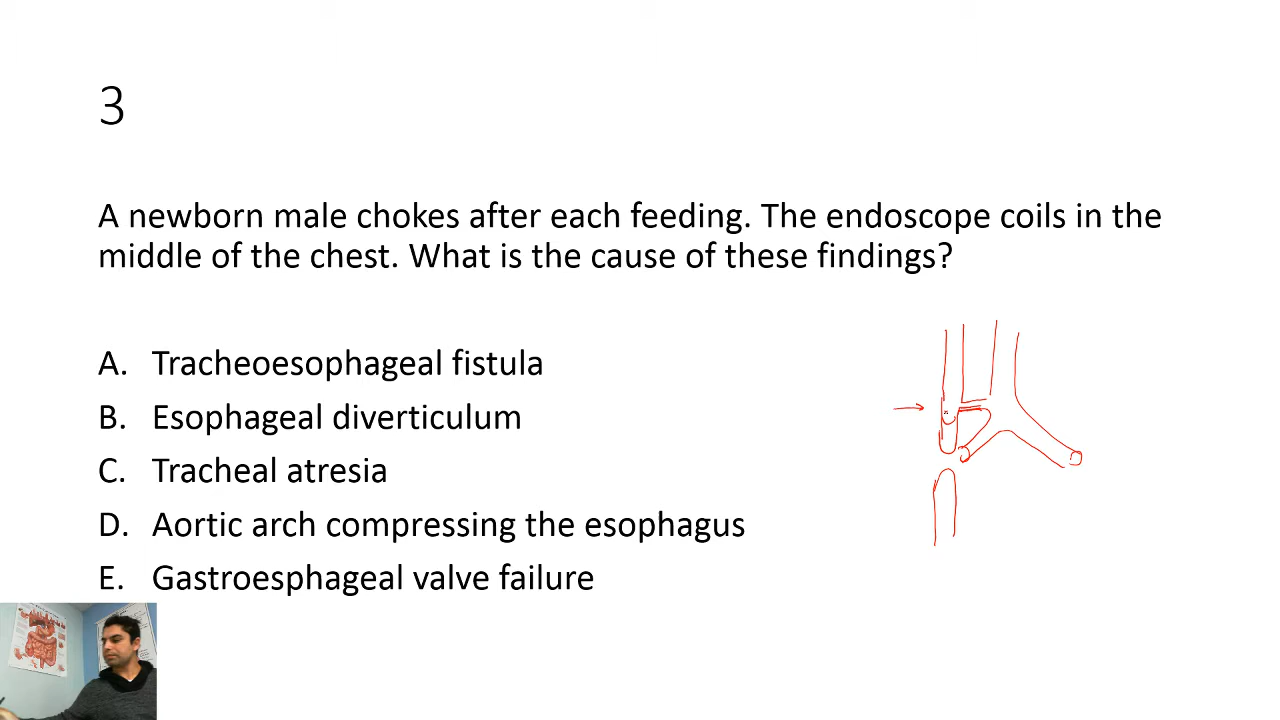 3
A newborn male chokes after each feeding. The endoscope coils in the
middle of the chest. What is the cause of these findings?
A. Tracheoesophageal fistula
B. Esophageal diverticulum
C. Tracheal atresia
D. Aortic arch compressing the esophagus
E. Gastroesphageal valve failure